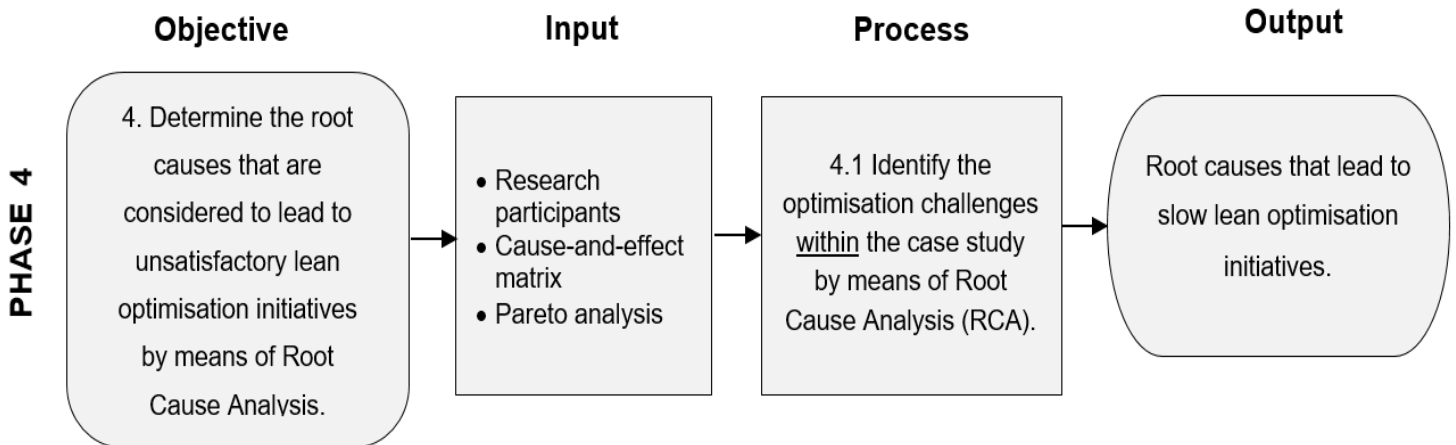 Objective
Input
Process
Output
PHASE 4
4. Determine the root
causes that are
considered to lead to
unsatisfactory lean
optimisation initiatives
by means of Root
Cause Analysis.
• Research
participants
• Cause-and-effect
matrix
• Pareto analysis
4.1 Identify the
optimisation challenges
within the case study
by means of Root
Cause Analysis (RCA).
Root causes that lead to
slow lean optimisation
initiatives.